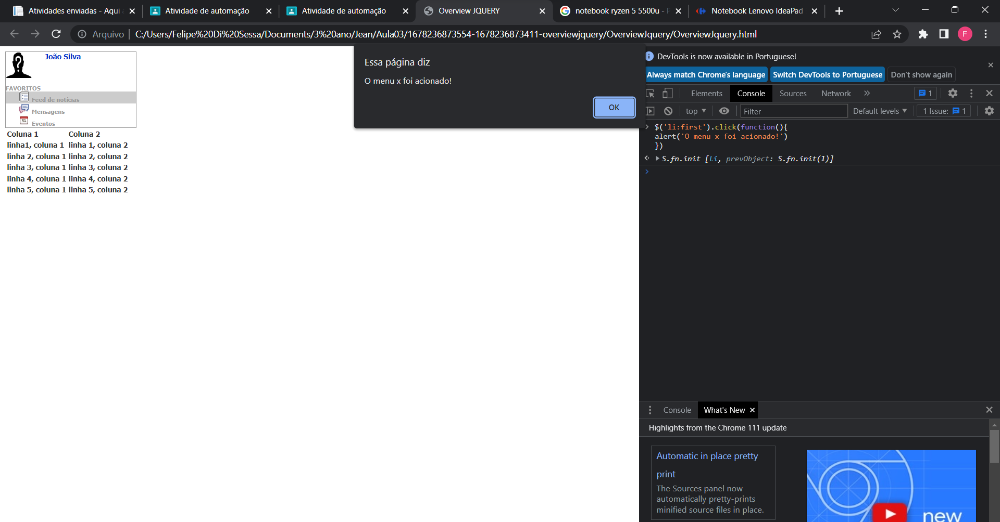 Atividades enviadas - Aqui
Atividade de automação
Atividade de automação
Overview JQUERY
notebook ryzen 5 5500u - P
Notebook Lenovo IdeaPad
Arquivo
C:/Users/Felipe%20Di%20Sessa/Documents/3%20ano/Jean/Aula03/1678236873554-1678236873411-overviewjquery/OverviewJquery/OverviewJquery.html
F
João Silva
FAVORITOS
Feed de notícias
Mensagens
31
Eventos
Coluna 1 Coluna 2
linha1, coluna 1 linha 1, coluna 2
linha 2, coluna 1 linha 2, coluna 2
linha 3, coluna 1 linha 3, coluna 2
linha 4, coluna 1 linha 4, coluna 2
linha 5, coluna 1 linha 5, coluna 2
Essa página diz
O menu x foi acionado!
OK
DevTools is now available in Portuguese!
Always match Chrome's language
Switch DevTools to Portuguese
Don't show again
Elements
Console
Sources
Network
1
top
Filter
Default levels
1 Issue: 1
$('li:first').click(function(){
alert('O menu x foi acionado!')
})
S.fn.init [li, prevObject: S.fn.init(1)]
Console
What's New
Highlights from the Chrome 111 update
Automatic in place pretty
print
The Sources panel now
automatically pretty-prints
minified source files in place.
new